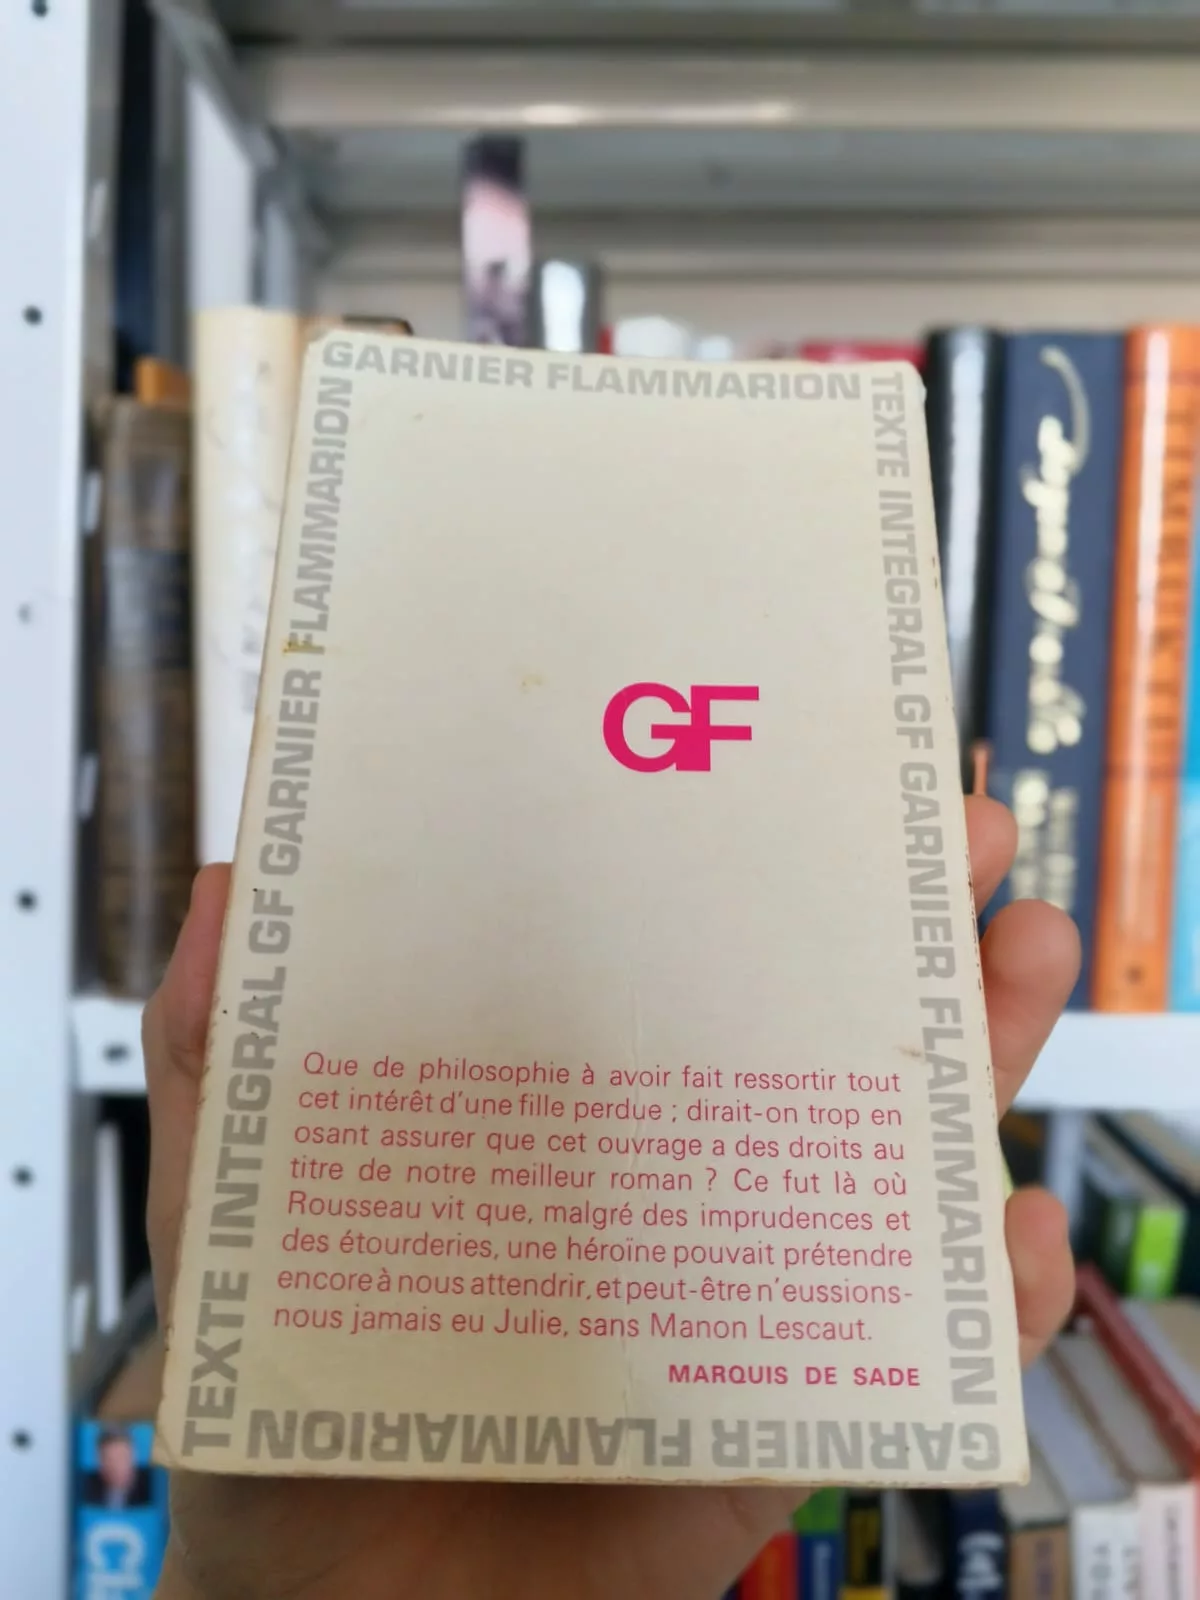 GARNIER FLAMMARION
TEXTE INTEGRAL GF GARNIER FLAMMARION
TEXTE INTEGRAL GF GARNIER FLAMMARION
GF
Que de philosophie à avoir fait ressortir tout
cet intérêt d'une fille perdue ; dirait-on trop en
osant assurer que cet ouvrage a des droits au
titre de notre meilleur roman ? Ce fut là où
Rousseau vit que, malgré des imprudences et
des étourderies, une héroïne pouvait prétendre
encore à nous attendrir, et peut-être n'eussions-
nous jamais eu Julie, sans Manon Lescaut.
MARQUIS DE SADE
GARNIER FLAMMARION